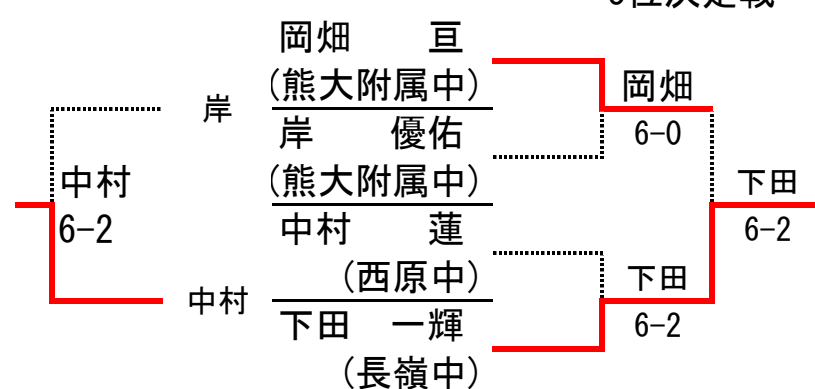 岡畑 亘
(熊大附属中)
岸 優佑
(熊大附属中)
中村 蓮
(西原中)
下田 一輝
(長嶺中)
岸
中村
6-2
中村
岡畑
6-0
下田
6-2
下田
6-2